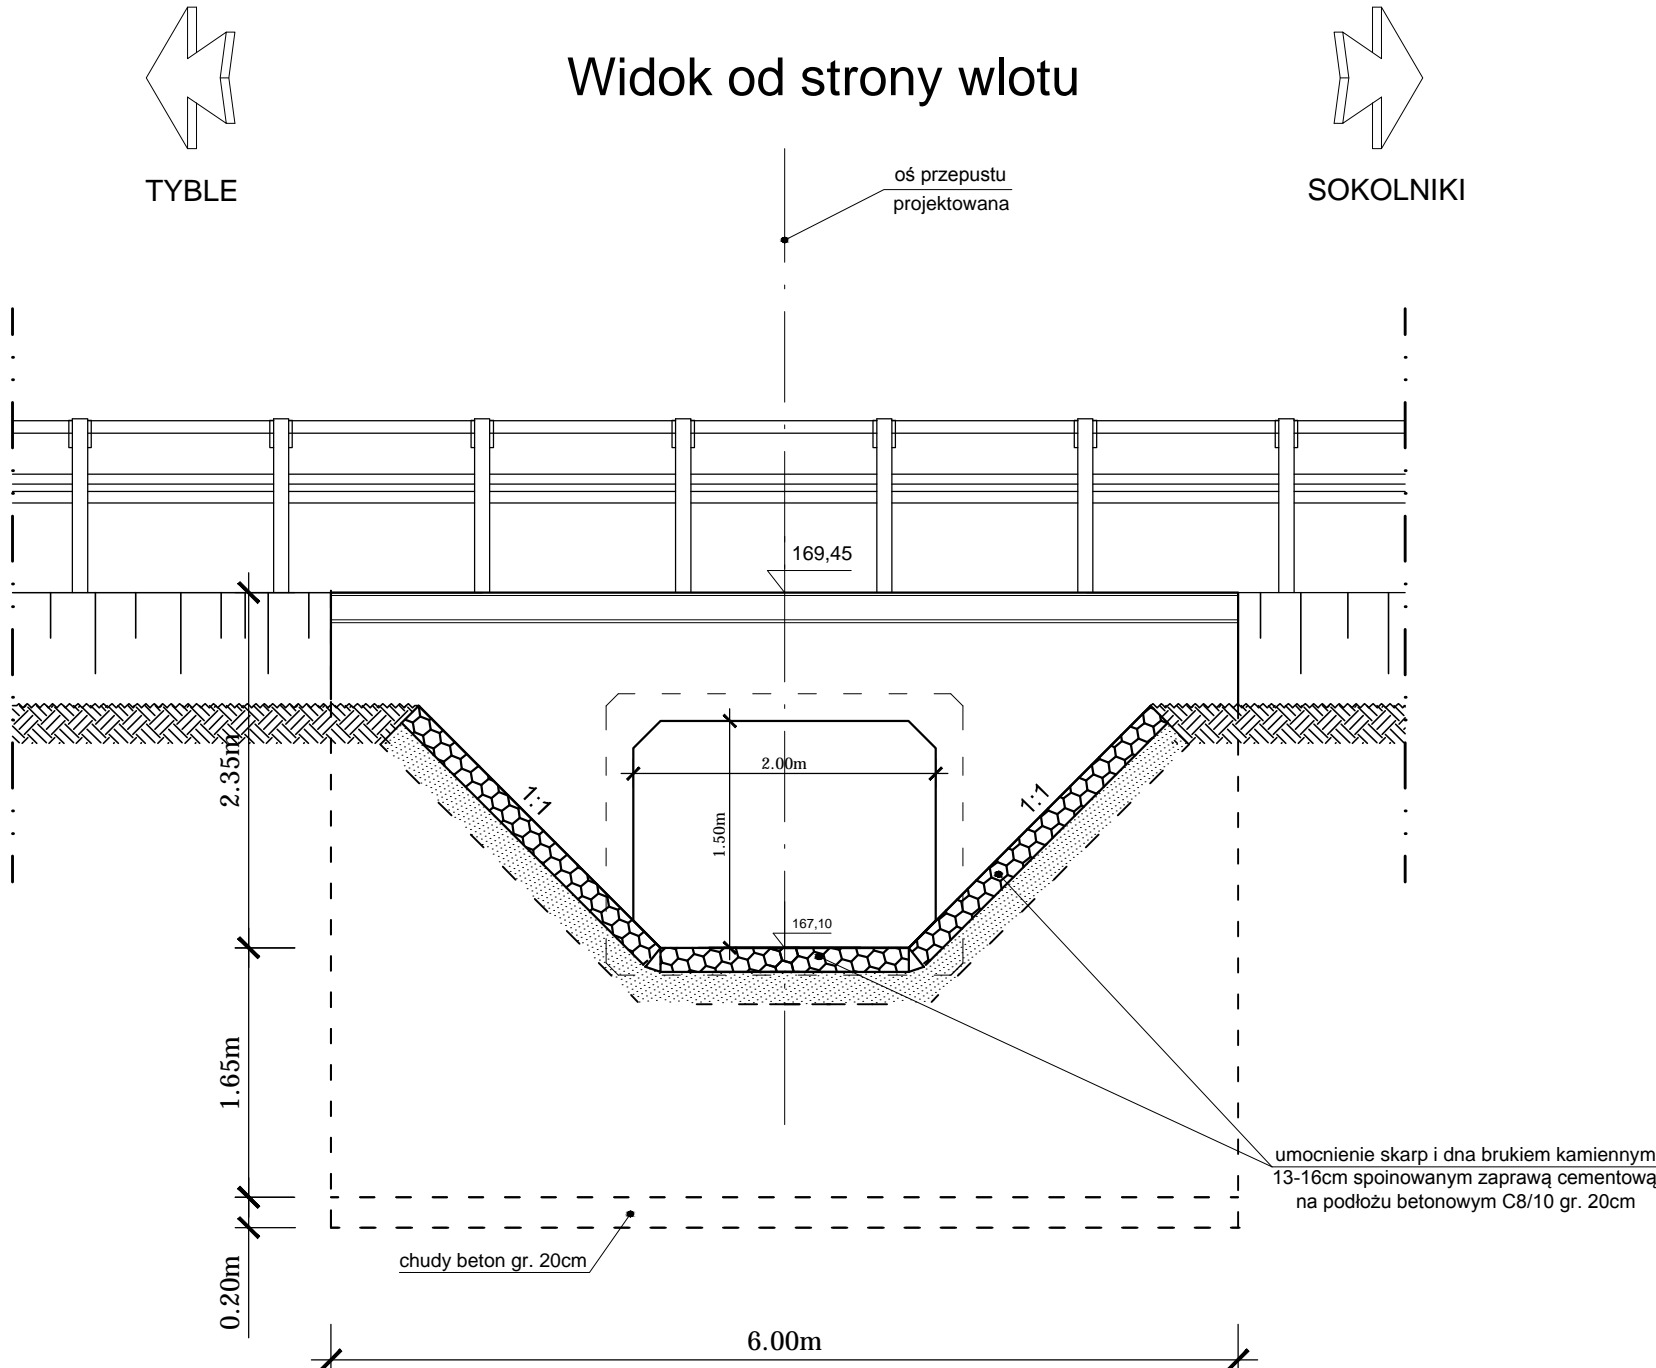 Widok od strony wlotu
TYBLE
SOKOLNIKI
oś przepustu
projektowana
169,45
2.35m
2.00m
1:1
1:1
1.50m
167,10
1.65m
umocnienie skarp i dna brukiem kamiennym
13-16cm spoinowanym zaprawą cementową
na podłożu betonowym C8/10 gr. 20cm
chudy beton gr. 20cm
0.20m
6.00m